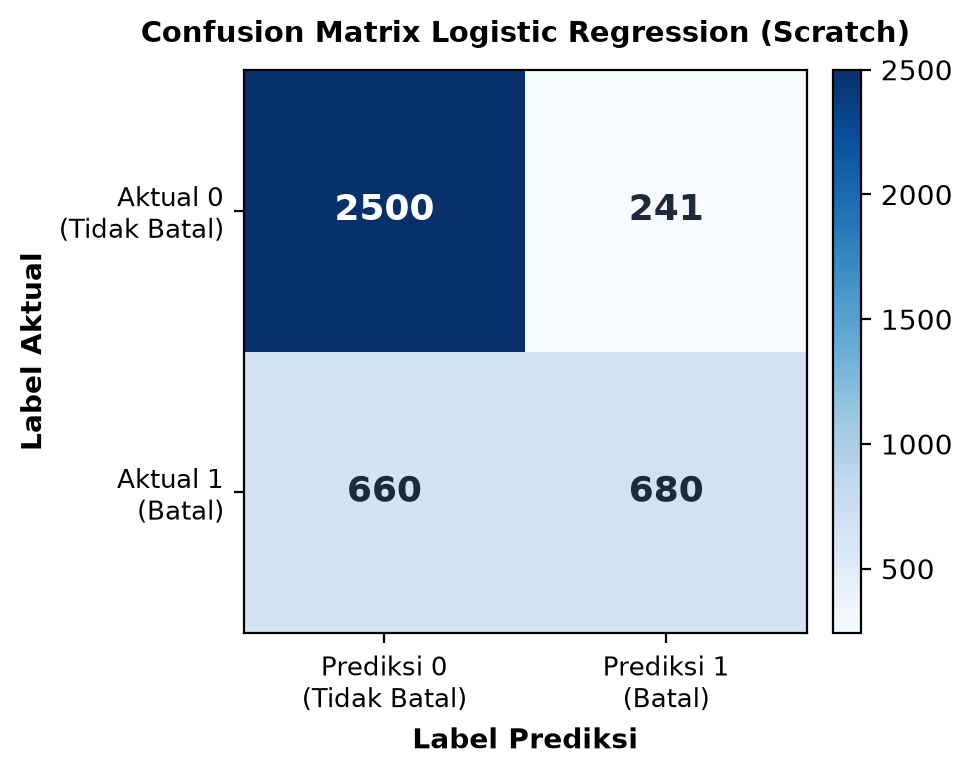 Confusion Matrix Logistic Regression (Scratch)
Label Aktual
Aktual 0
(Tidak Batal)
2500
241
Aktual 1
(Batal)
660
680
Prediksi 0
(Tidak Batal)
Prediksi 1
(Batal)
Label Prediksi
2500
2000
1500
1000
500